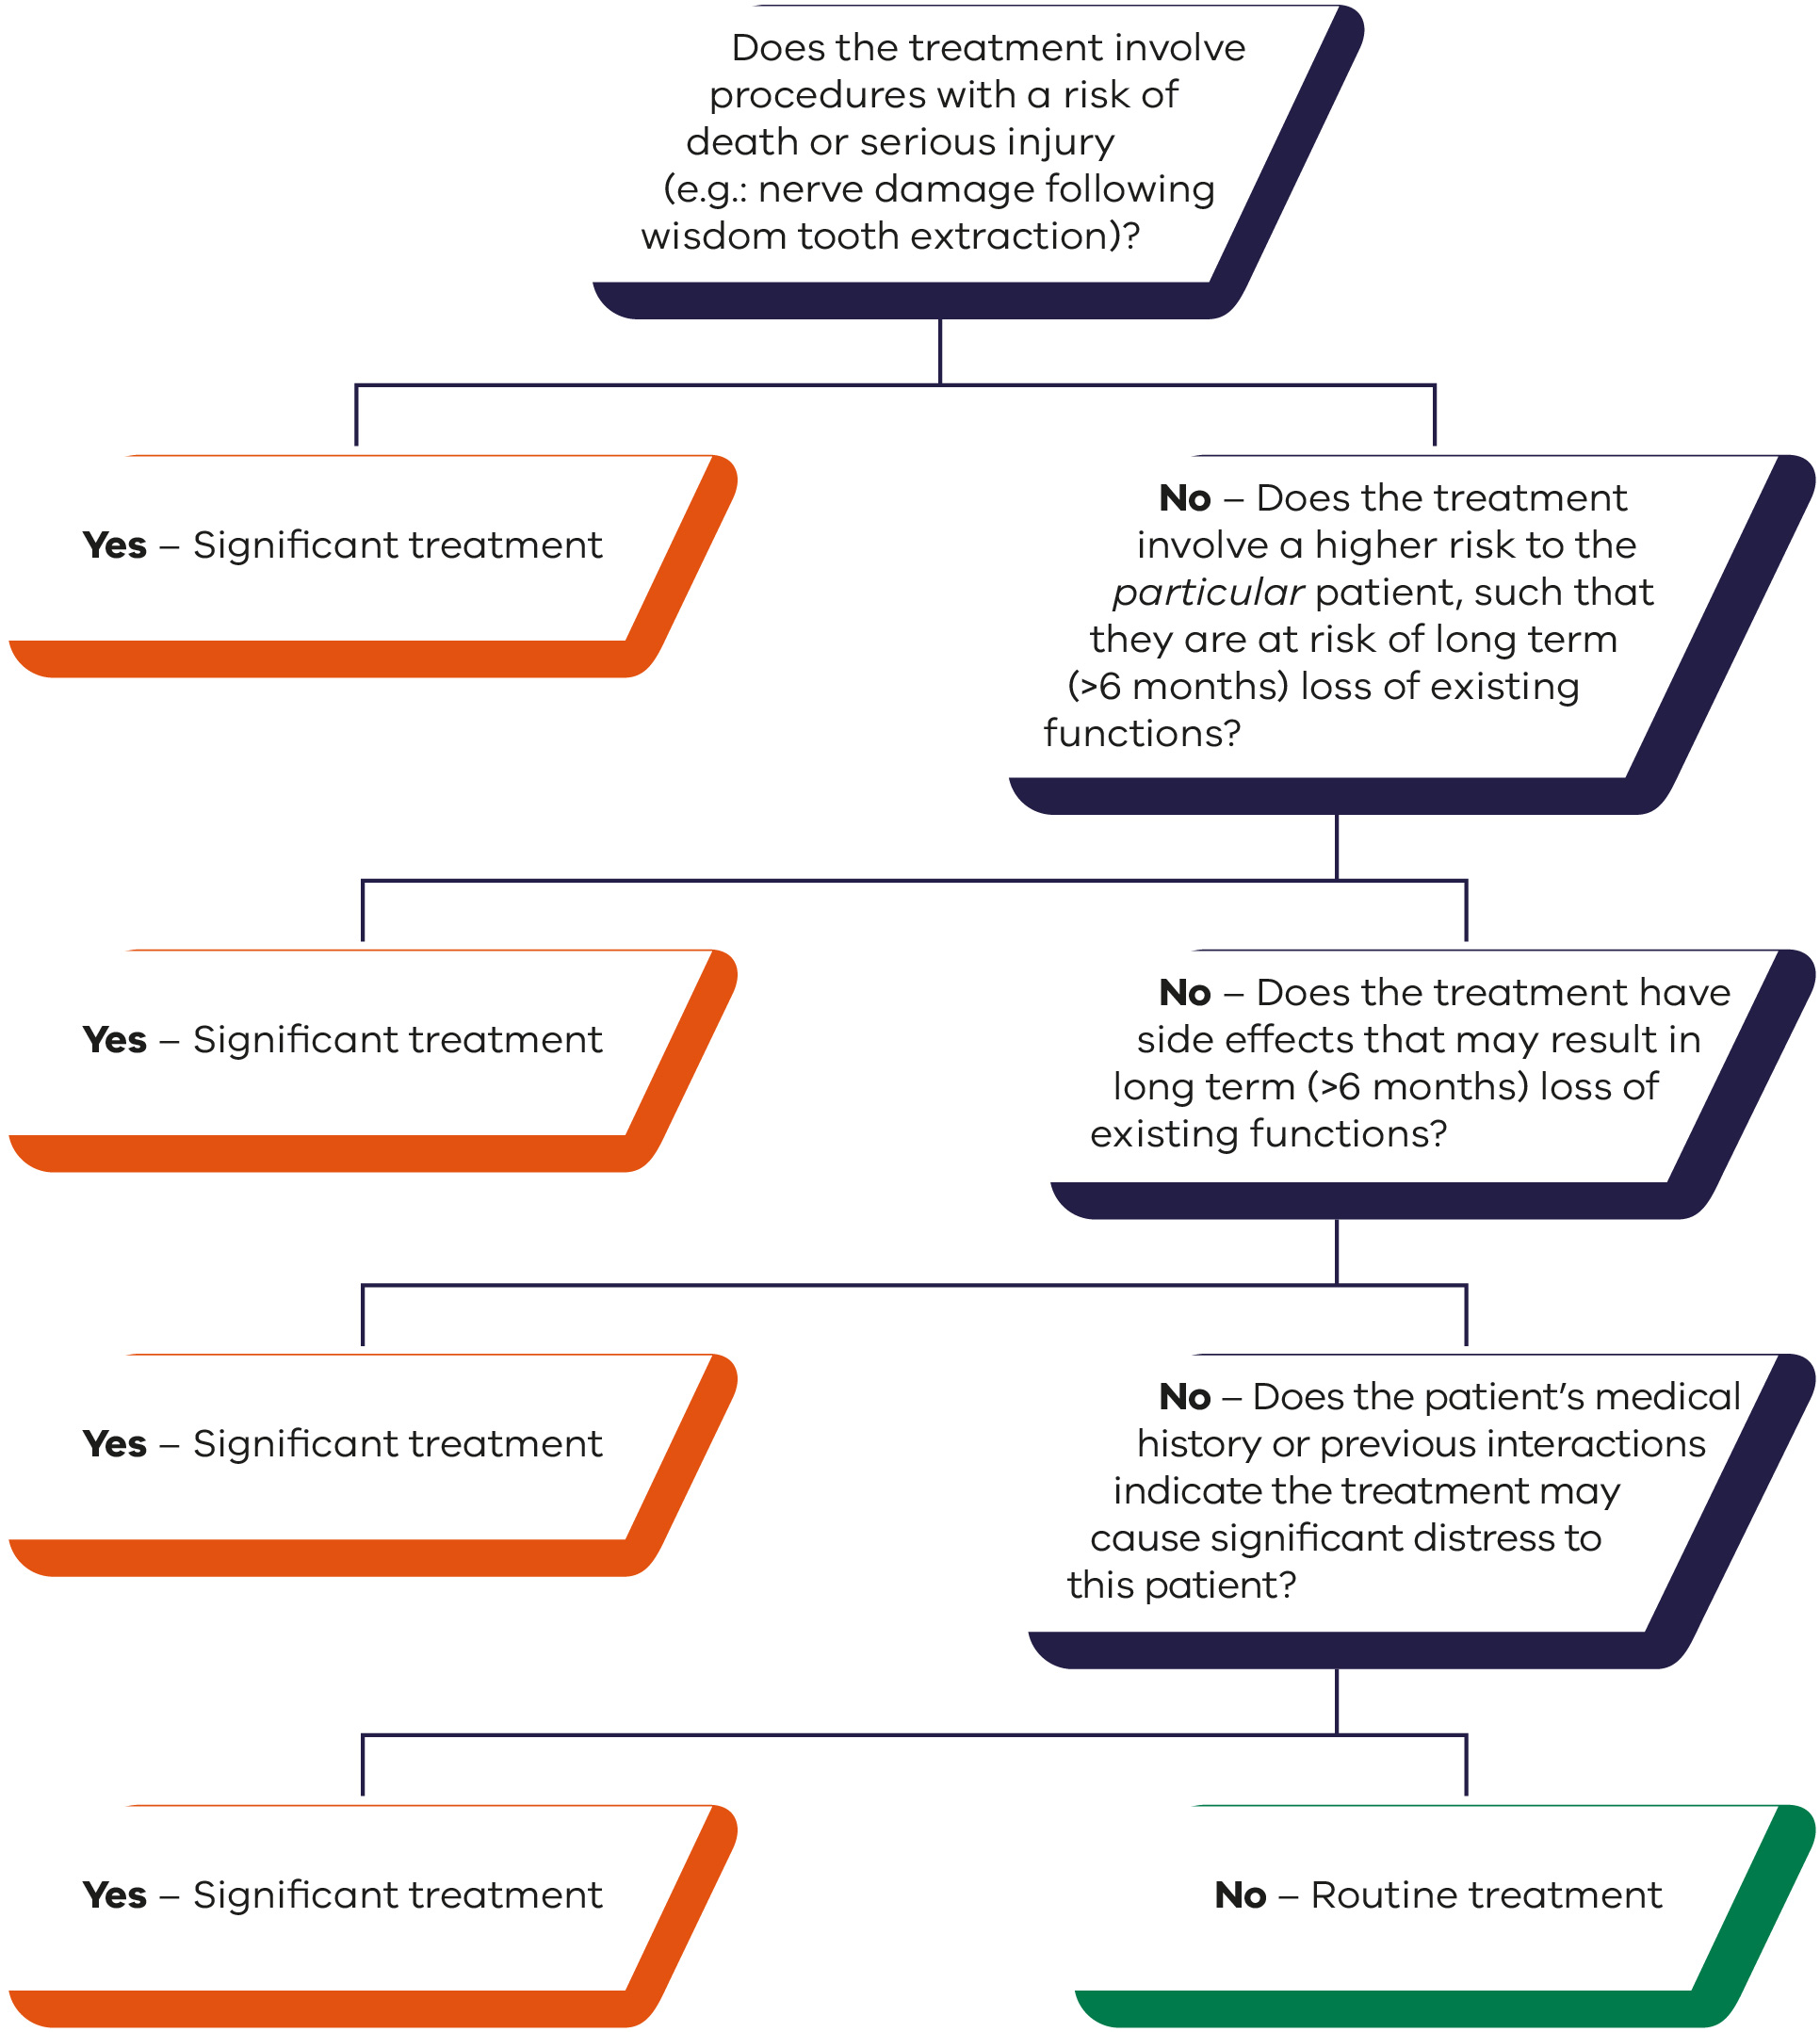 Does the treatment involve
procedures with a risk of
death or serious injury
(e.g.: nerve damage following
wisdom tooth extraction)?
Yes – Significant treatment
No – Does the treatment
involve a higher risk to the
particular patient, such that
they are at risk of long term
(>6 months) loss of existing
functions?
Yes – Significant treatment
No – Does the treatment have
side effects that may result in
long term (>6 months) loss of
existing functions?
Yes – Significant treatment
No – Does the patient’s medical
history or previous interactions
indicate the treatment may
cause significant distress to
this patient?
Yes – Significant treatment
No – Routine treatment